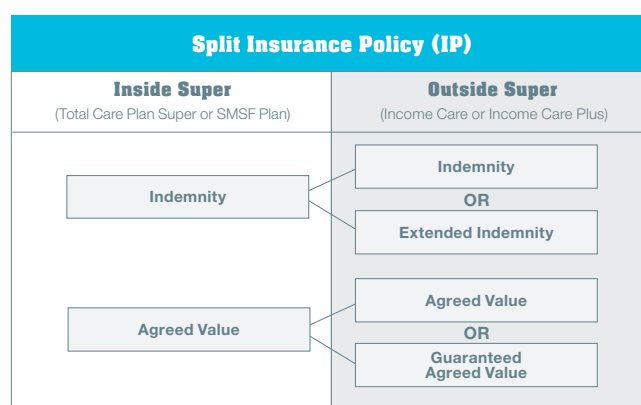 Split Insurance Policy (IP)
Inside Super
(Total Care Plan Super or SMSF Plan)
Outside Super
(Income Care or Income Care Plus)
Indemnity
Indemnity
OR
Extended Indemnity
Agreed Value
Agreed Value
OR
Guaranteed
Agreed Value